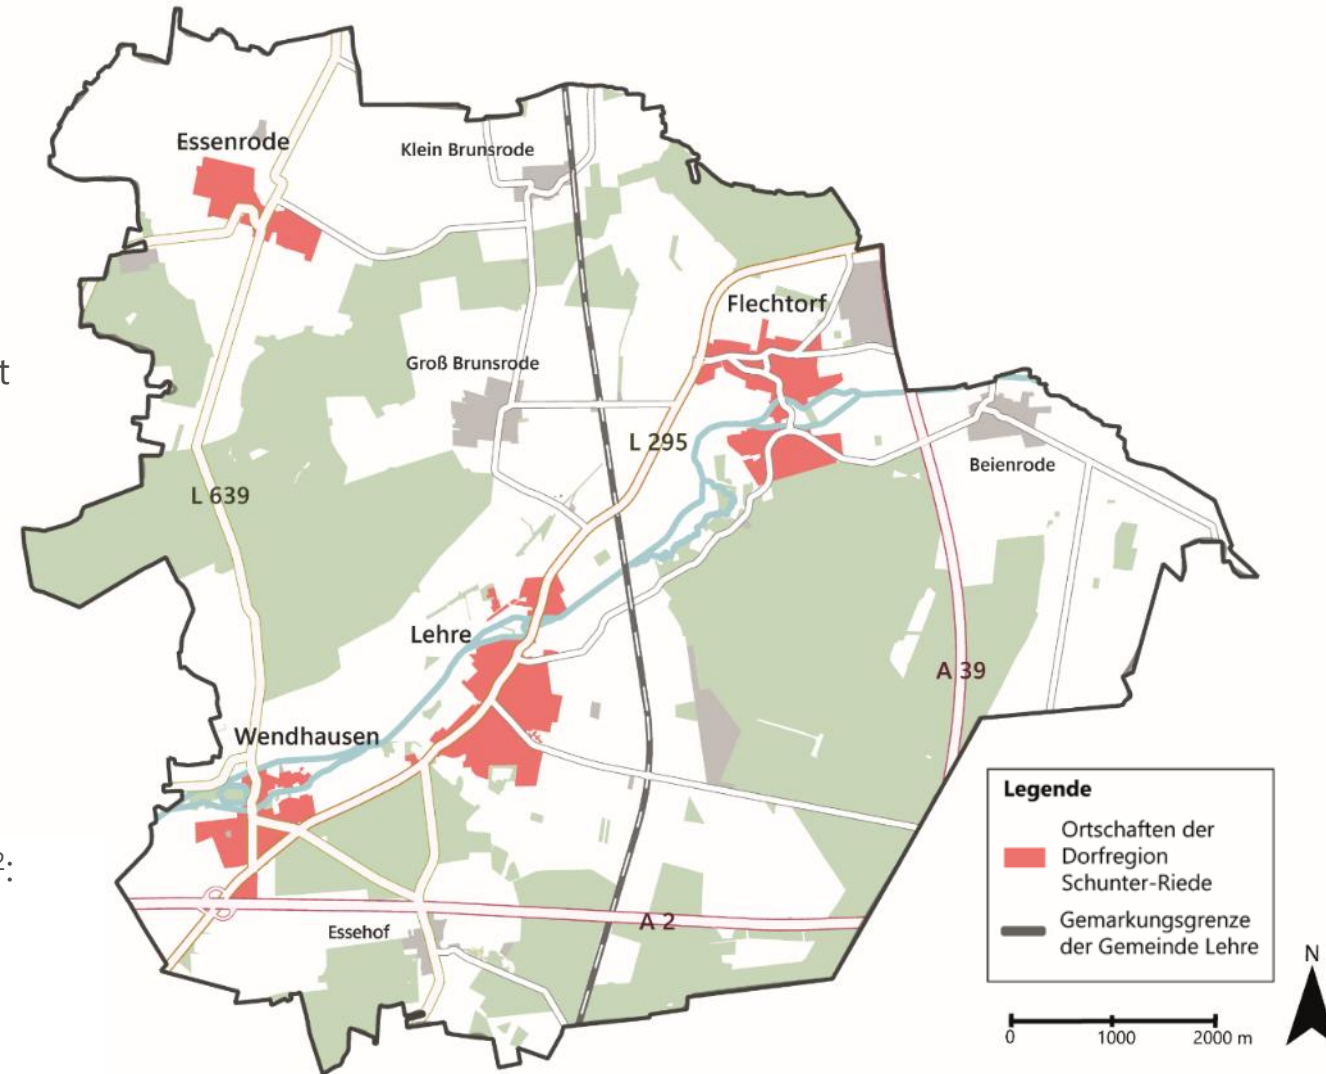 Essenrode
Klein Brunsrode
Flechtorf
t
Groß Brunsrode
L 295
Beienrode
L 639
Lehre
A 39
Wendhausen
Legende
Ortschaften der
Dorfregion
Schunter-Riede
2:
Gemarkungsgrenze
der Gemeinde Lehre
A 2
Essehof
N
0 1000 2000 m